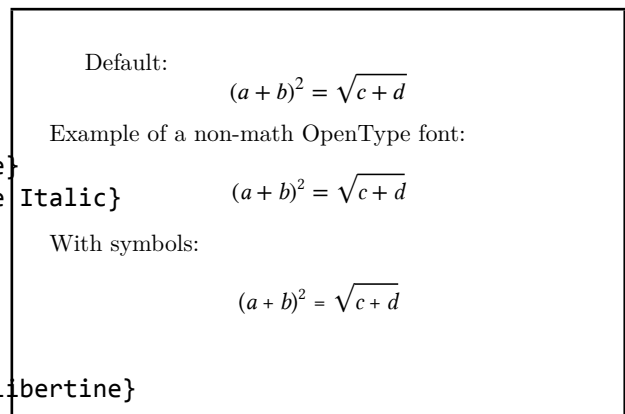 Default:
(a + b)² = √c + d
Example of a non-math OpenType font:
e}
e Italic}
(a + b)² = √c + d
With symbols:
(a + b)² = √c + d
ibertine}